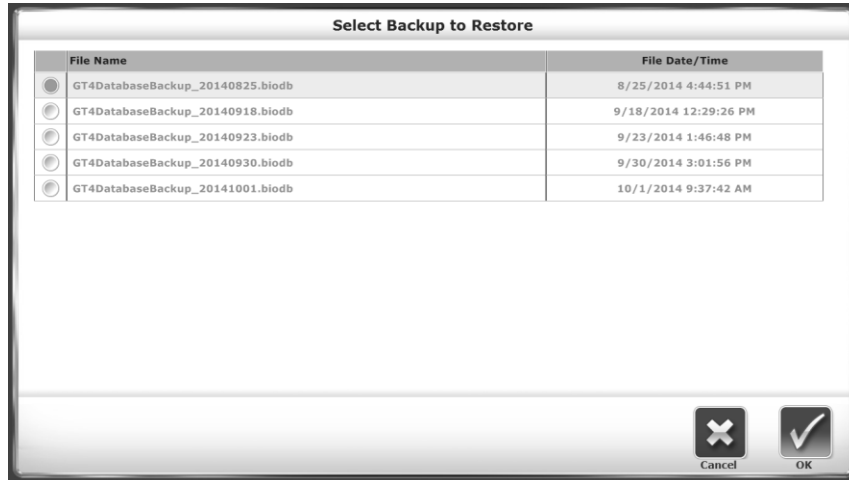 Select Backup to Restore
File Name File Date/Time
GT4DatabaseBackup_20140825.biodb 8/25/2014 4:44:51 PM
GT4DatabaseBackup_20140918.biodb 9/18/2014 12:29:26 PM
GT4DatabaseBackup_20140923.biodb 9/23/2014 1:46:48 PM
GT4DatabaseBackup_20140930.biodb 9/30/2014 3:01:56 PM
GT4DatabaseBackup_20141001.biodb 10/1/2014 9:37:42 AM
Cancel OK